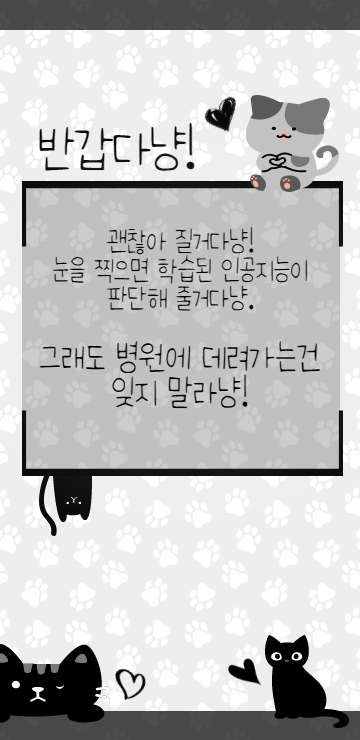 반갑다냥!
괜찮아 질거다냥!
눈을 찍으면 학습된 인공지능이
판단해 줄거다냥.
그래도 병원에 데려가는건
잊지 말라냥!